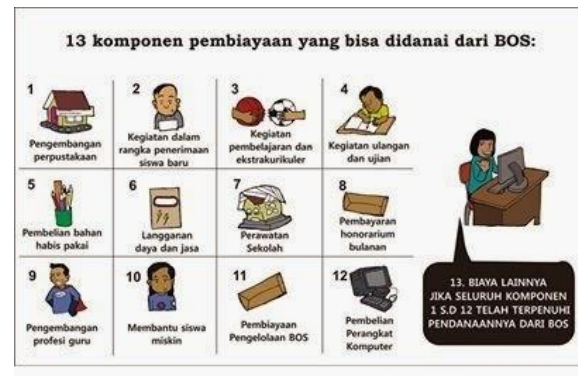 13 komponen pembiayaan yang bisa didanai dari BOS:
1
Pengembangan
perpustakaan
2
Kegiatan dalam
rangka penerimaan
siswa baru
3
Kegiatan
pembelajaran dan
ekstrakurikuler
4
Kegiatan ulangan
dan ujian
5
Pembelian bahan
habis pakai
6
Langganan
daya dan jasa
7
Perawatan
Sekolah
8
Pembayaran
honorarium
bulanan
9
Pengembangan
profesi guru
10
Membantu siswa
miskin
11
Pembiayaan
Pengelolaan BOS
12
Pembelian
Perangkat
Komputer
13. BIAYA LAINNYA
JIKA SELURUH KOMPONEN
1 S.D 12 TELAH TERPENUHI
PENDANAANNYA DARI BOS